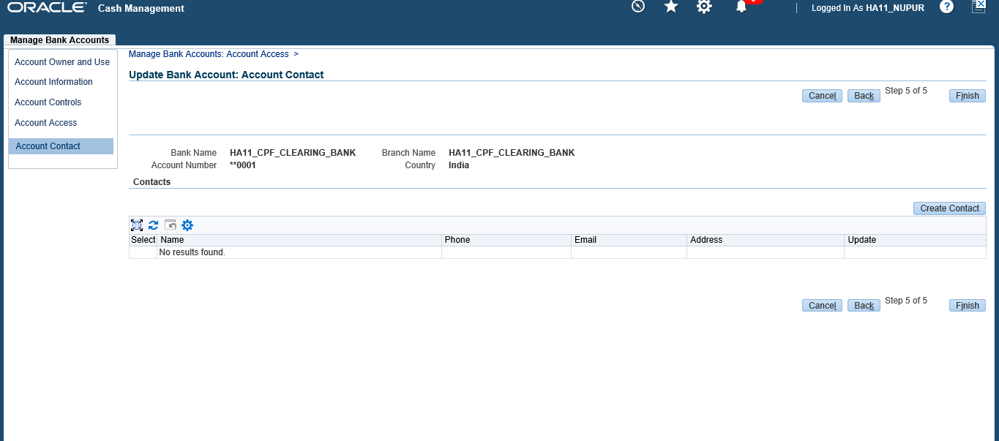 ORACLE Cash Management
Logged In As HA11_NUPUR ?
Manage Bank Accounts
Account Owner and Use
Account Information
Account Controls
Account Access
Account Contact
Manage Bank Accounts: Account Access >
Update Bank Account: Account Contact
Cancel Back Step 5 of 5 Finish
Bank Name HA11_CPF_CLEARING_BANK Branch Name HA11_CPF_CLEARING_BANK
Account Number **0001 Country India
Contacts
Create Contact
Select Name Phone Email Address Update
No results found.
Cancel Back Step 5 of 5 Finish